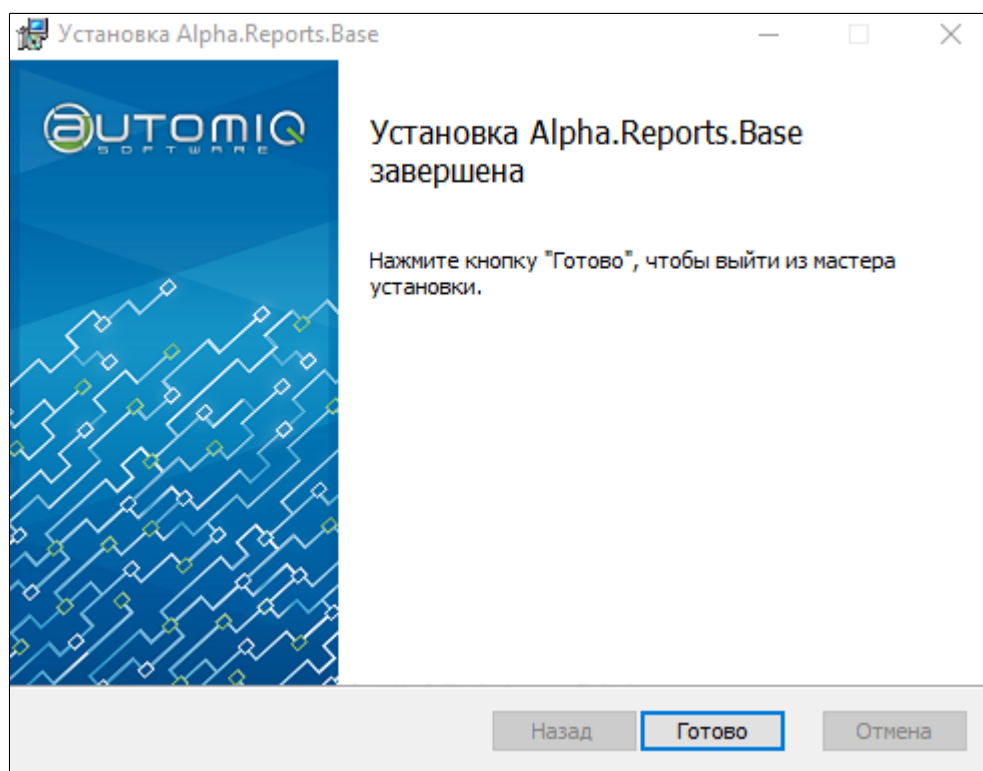 Установка Alpha.Reports.Base
AUTOMIQ
SOFTWARE
Установка Alpha.Reports.Base
завершена
Нажмите кнопку "Готово", чтобы выйти из мастера
установки.
Назад
Готово
Отмена